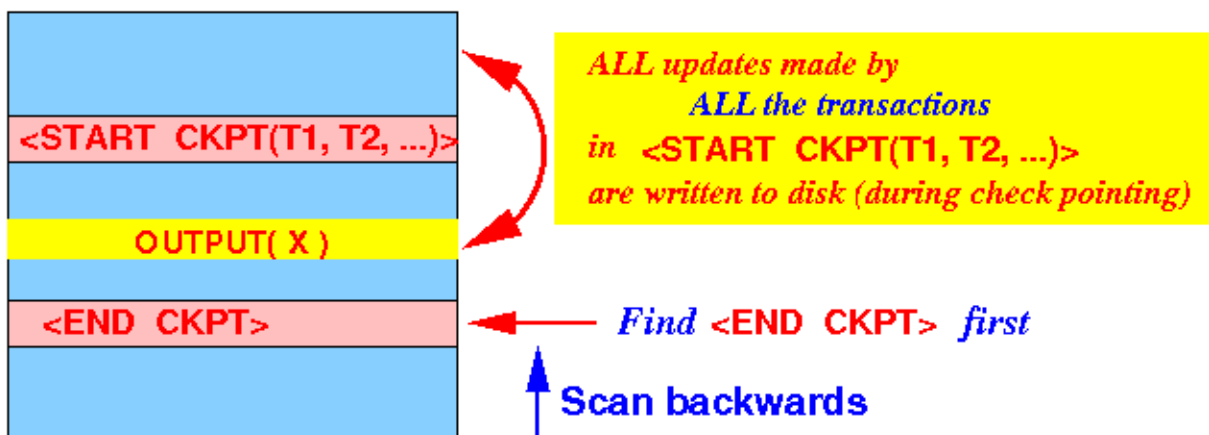 <START CKPT(T1, T2, ...)>
OUTPUT( X )
<END CKPT>
ALL updates made by
ALL the transactions
in <START CKPT(T1, T2, ...)>
are written to disk (during check pointing)
Find <END CKPT> first
Scan backwards